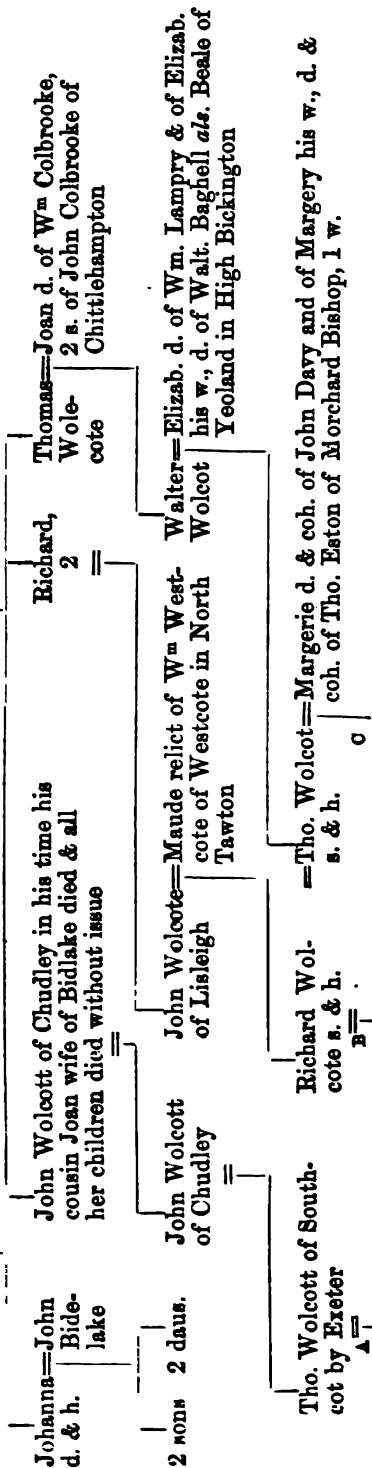 Johanna=John
d. & h. Bide-
lake
John Wolcott of Chudley in his time his
cousin Joan wife of Bidlake died & all
her children died without issue
=
Richard,
2
=
Thomas=Joan d. of Wm Colbrooke,
Wole- 2 s. of John Colbrooke of
cote Chittlehampton
2 sons 2 daus.
John Wolcott
of Chudley
=
John Wolcote=Maude relict of Wm West-
of Lisleigh cote of Westcote in North
Tawton
Walter=Elizab. d. of Wm. Lampry & of Elizab.
Wolcot his w., d. of Walt. Baghell als. Beale of
Yeoland in High Bickington
Tho. Wolcott of South-
cot by Exeter
A=
Richard Wol-
cote s. & h.
B=
=Tho. Wolcot=Margerie d. & coh. of John Davy and of Margery his w., d. &
s. & h. coh. of Tho. Eston of Morchard Bishop, 1 w.
C